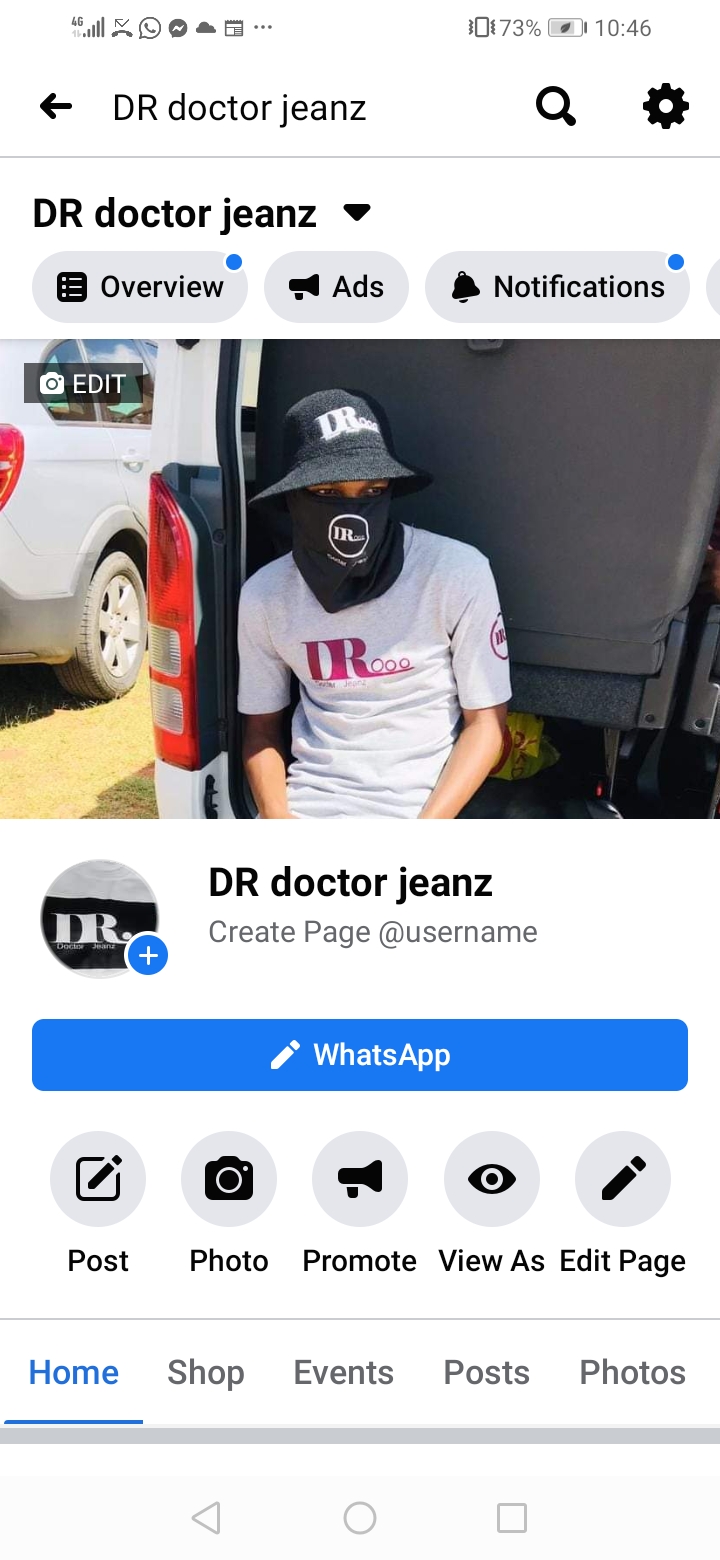 4G 73% 10:46
DR doctor jeanz
DR doctor jeanz
Overview Ads Notifications
EDIT
DR
DR
DR
DR doctor jeanz
Create Page @username
DR.
Doctor Jeanz
WhatsApp
Post Photo Promote View As Edit Page
Home Shop Events Posts Photos